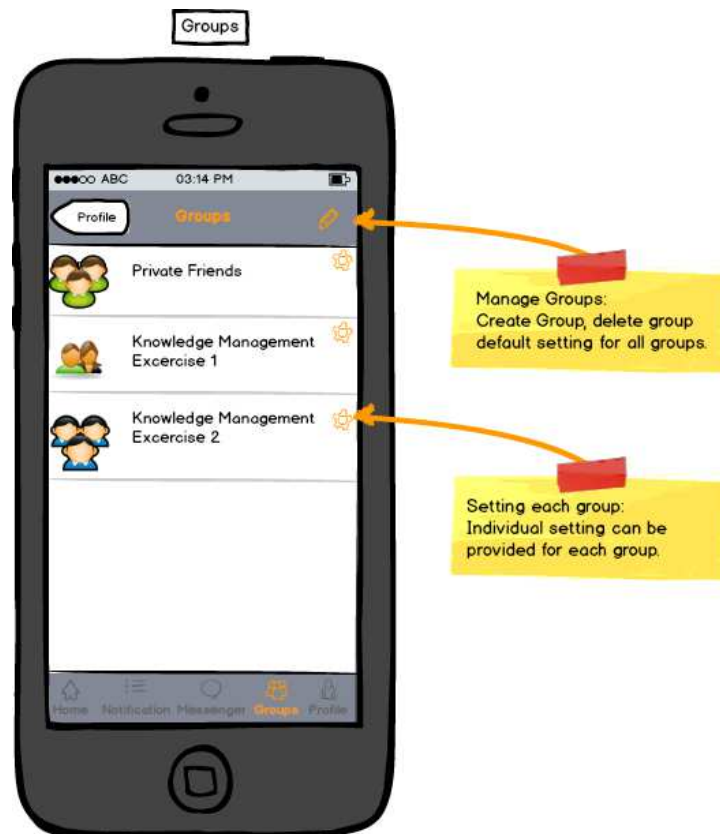 Groups
ABC 03:14 PM
Profile Groups
Private Friends
Knowledge Management
Excercise 1
Knowledge Management
Excercise 2
Manage Groups:
Create Group, delete group
default setting for all groups.
Setting each group:
Individual setting can be
provided for each group.
Home Notification Messenger Groups Profile